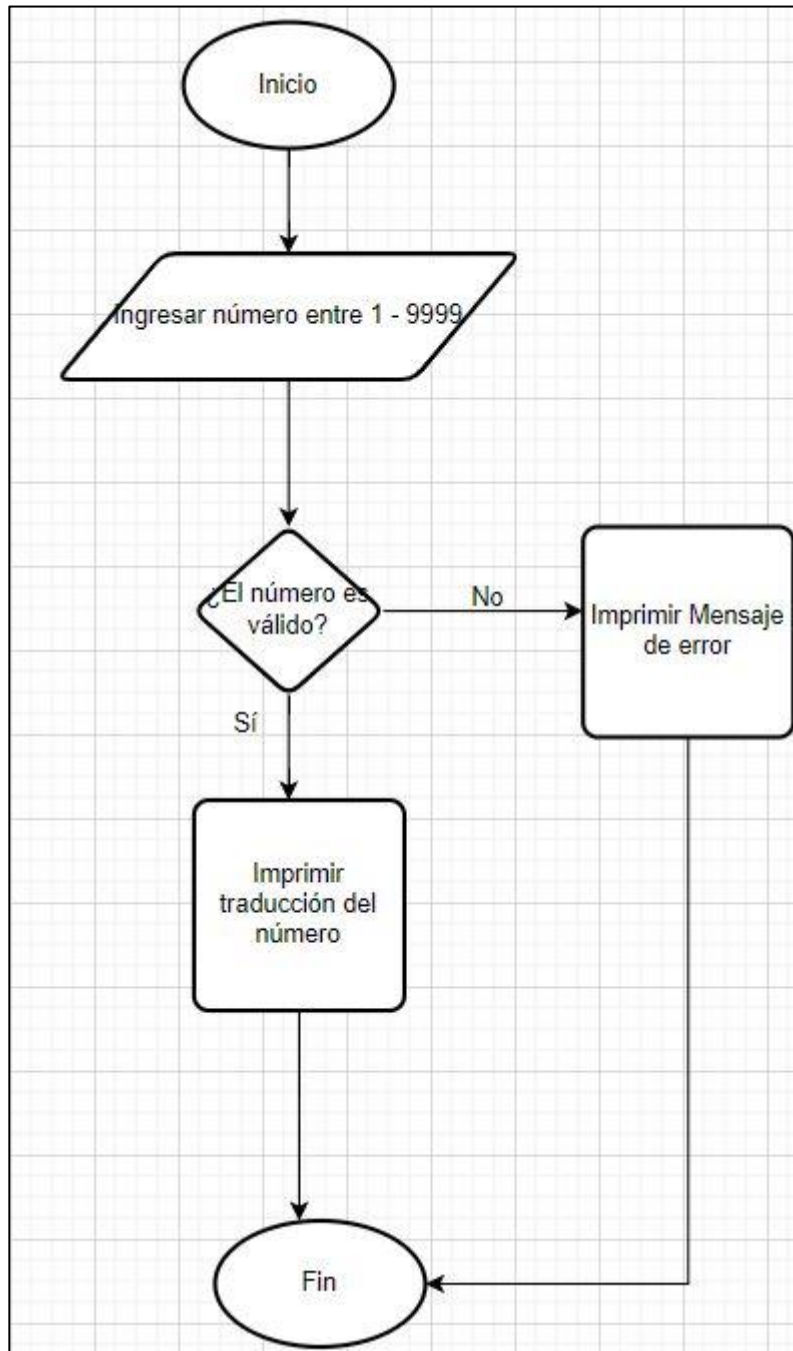 Inicio
Ingresar número entre 1 - 9999
¿El número es
válido?
No
Imprimir Mensaje
de error
Sí
Imprimir
traducción del
número
Fin